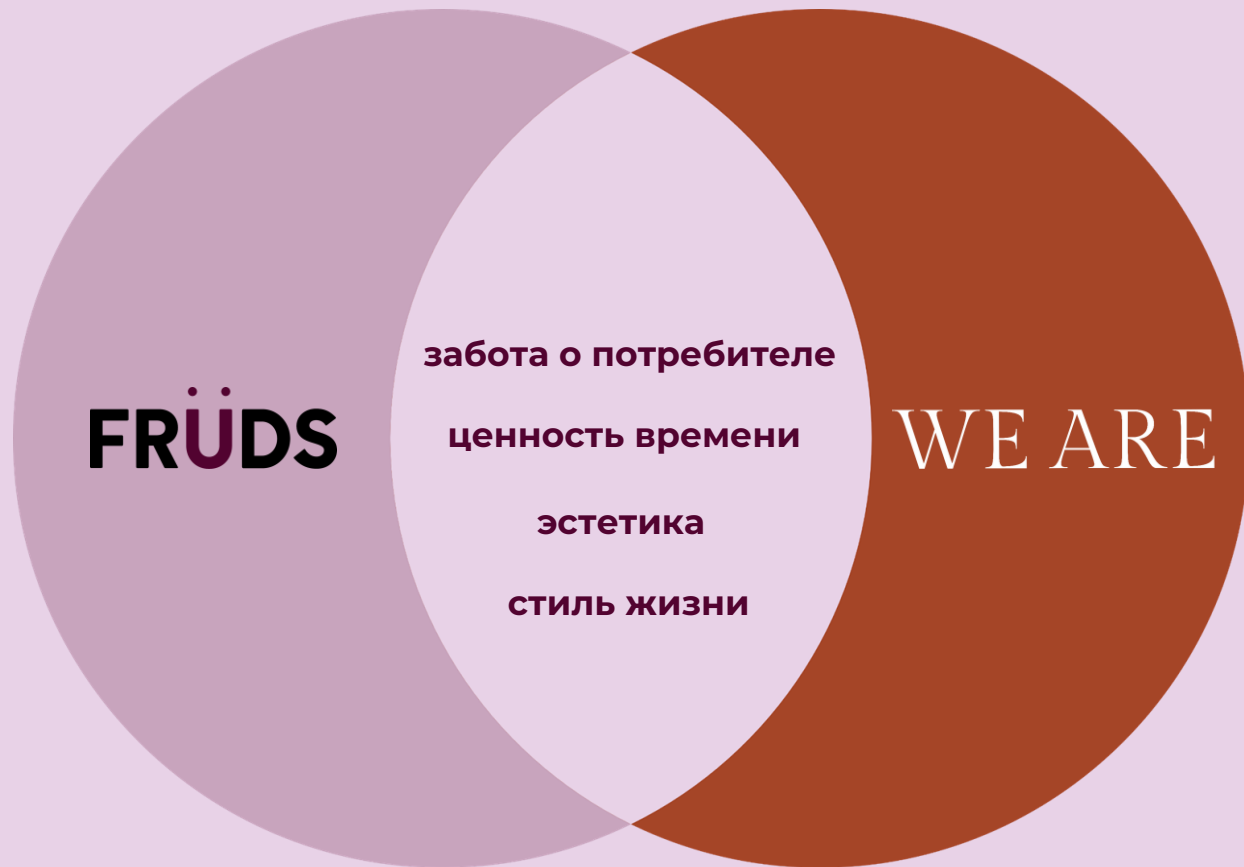 забота о потребителе
FRÜDS
ценность времени
WE ARE
эстетика
стиль жизни